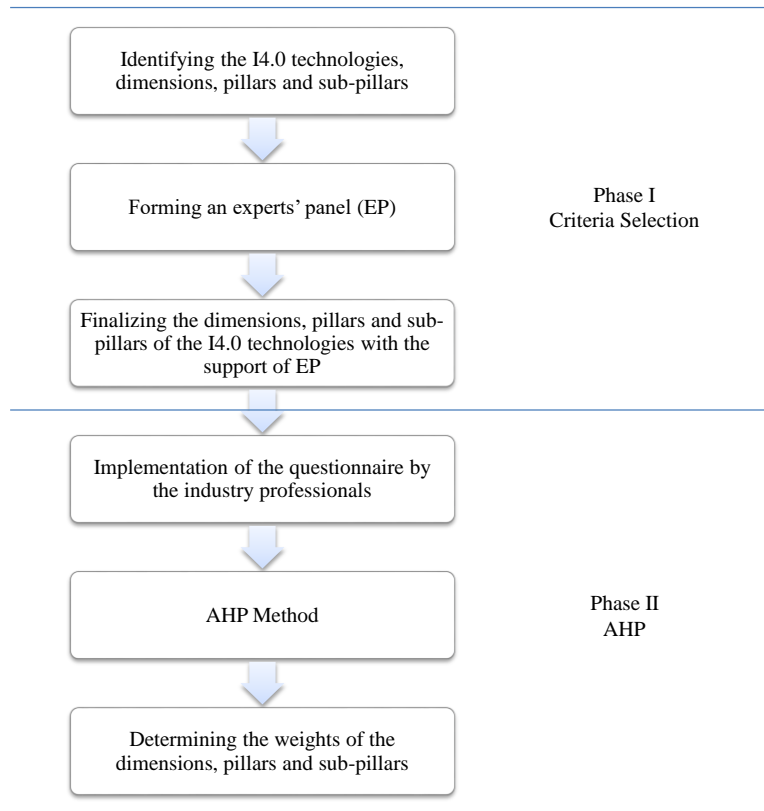 Identifying the I4.0 technologies,
dimensions, pillars and sub-pillars
Forming an experts’ panel (EP)
Phase I
Criteria Selection
Finalizing the dimensions, pillars and sub-
pillars of the I4.0 technologies with the
support of EP
Implementation of the questionnaire by
the industry professionals
AHP Method
Phase II
AHP
Determining the weights of the
dimensions, pillars and sub-pillars